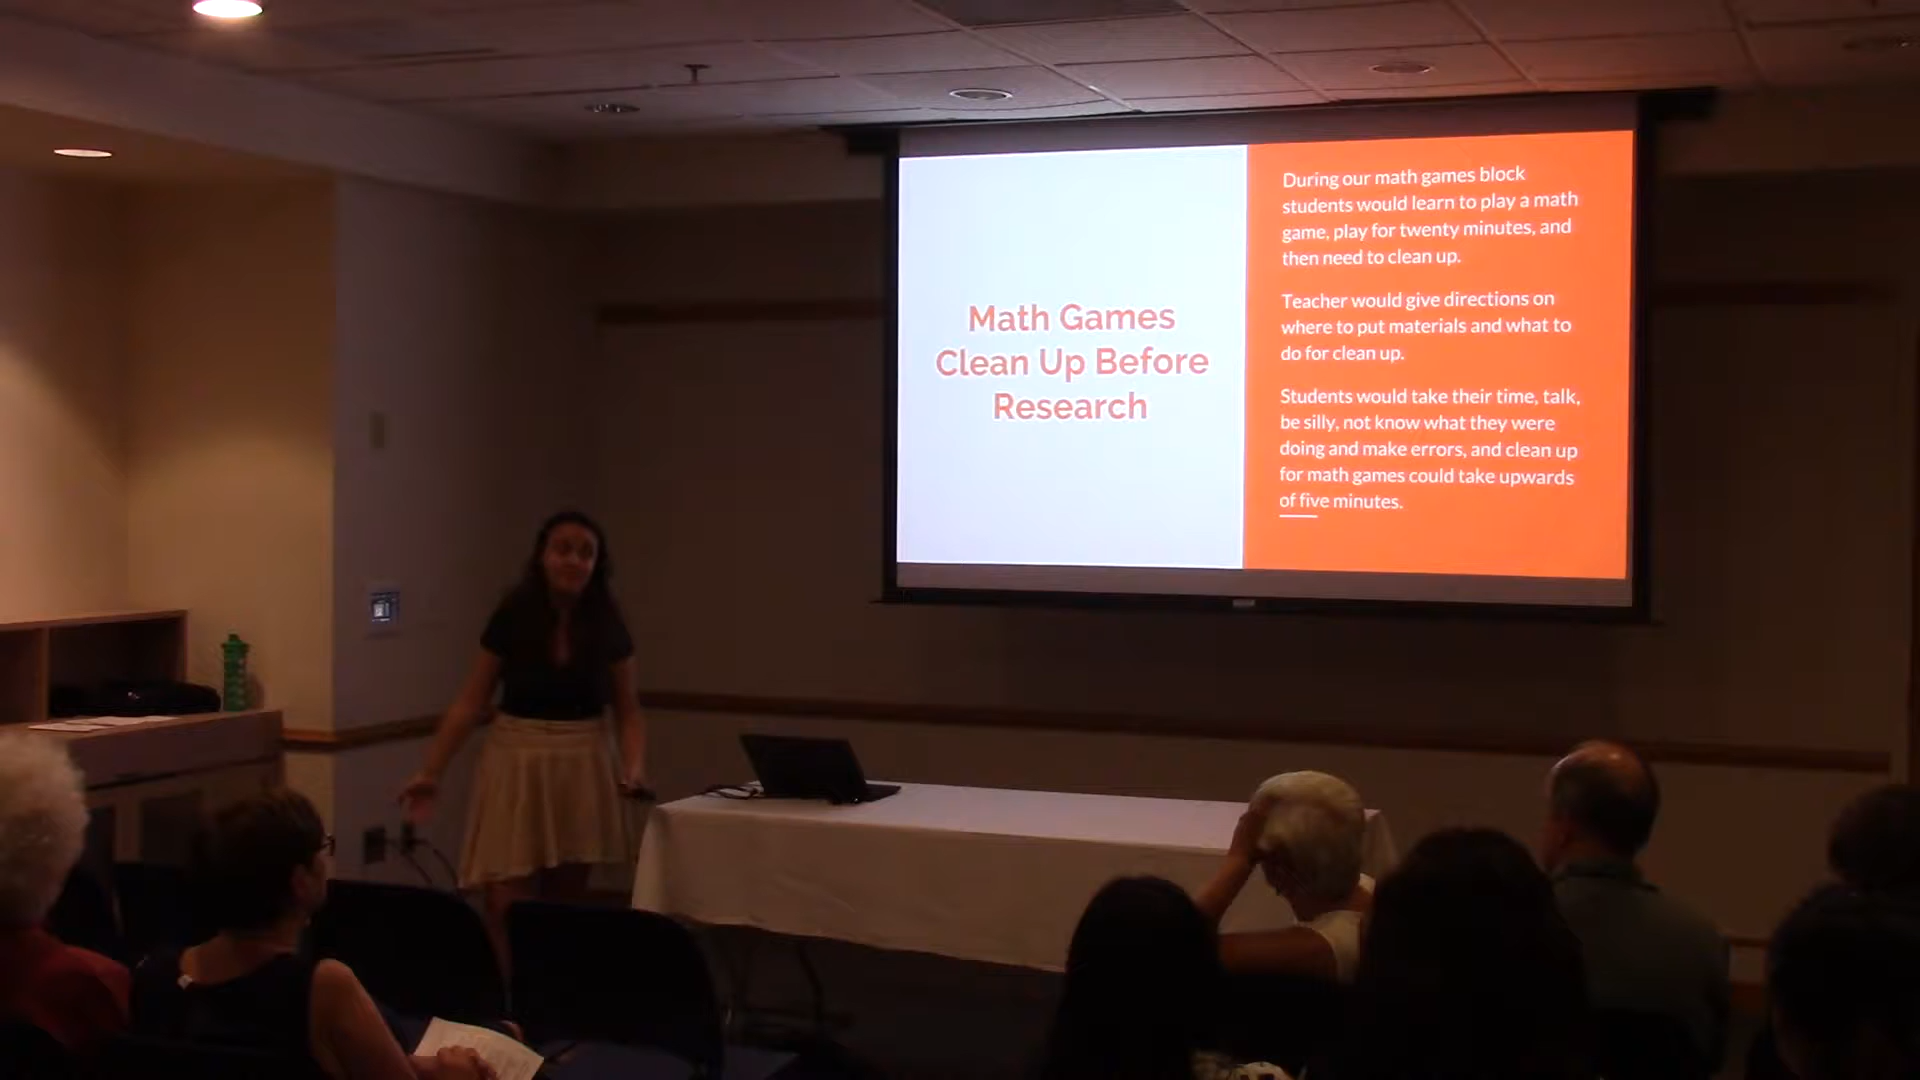 Math Games
Clean Up Before
Research
During our math games block
students would learn to play a math
game, play for twenty minutes, and
then need to clean up.
Teacher would give directions on
where to put materials and what to
do for clean up.
Students would take their time, talk,
be silly, not know what they were
doing and make errors, and clean up
for math games could take upwards
of five minutes.